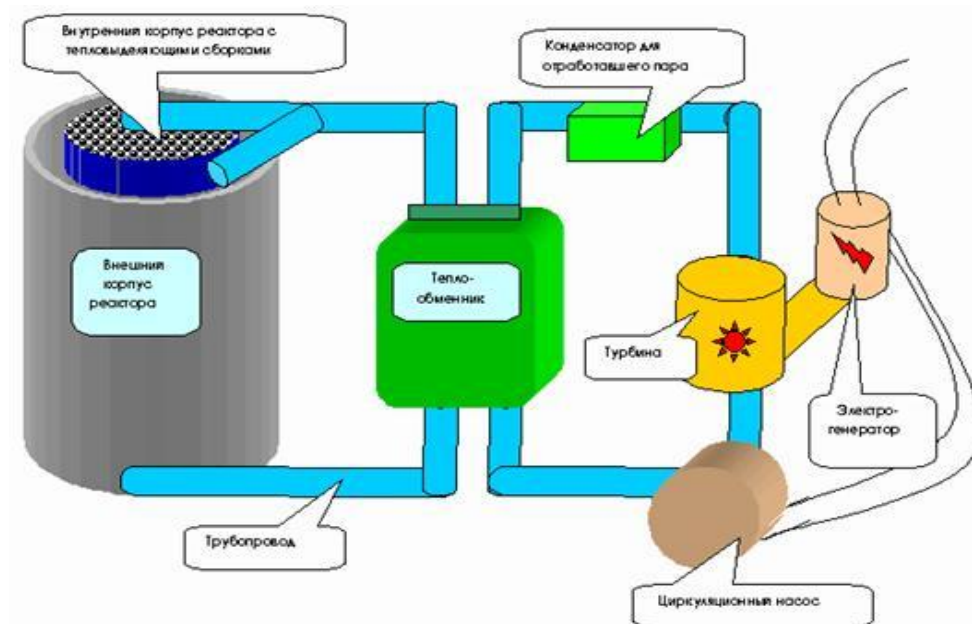 Внутренний корпус реактора с
тепловыделяющими сборками
Конденсатор для
отработавшего пара
Внешний
корпус
реактора
Тепло-
обменник
Турбина
Электро-
генератор
Трубопровод
Циркуляционный насос